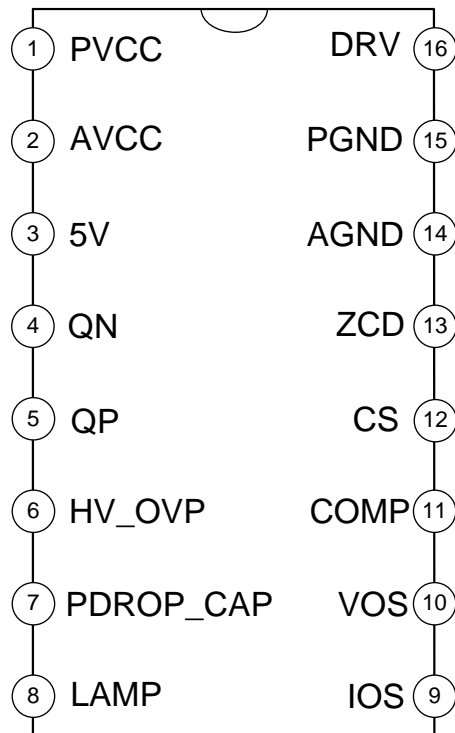 1 PVCC DRV 16
2 AVCC PGND 15
3 5V AGND 14
4 QN ZCD 13
5 QP CS 12
6 HV_OVP COMP 11
7 PDROP_CAP VOS 10
8 LAMP IOS 9